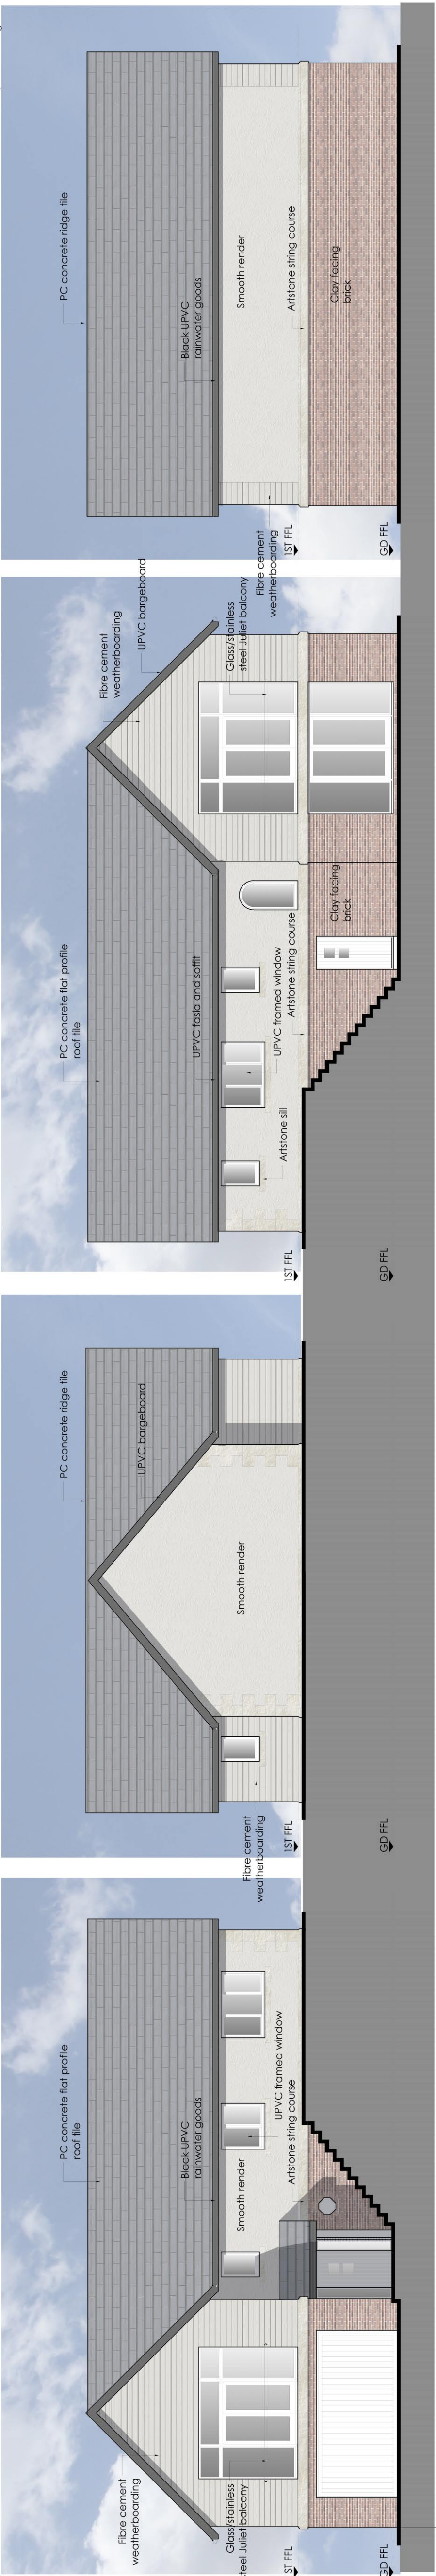 PC concrete flat profile
roof tile
Fibre cement
weatherboarding
Black UPVC
rainwater goods
Glass/stainless
teel Juliet balcony
Smooth render
UPVC framed window
Artstone string course
ST FFL
GD FFL
PC concrete ridge tile
UPVC bargeboard
Smooth render
Fibre cement
weatherboarding
1ST FFL
GD FFL
PC concrete flat profile
roof tile
Fibre cement
weatherboarding
UPVC bargeboard
UPVC fasia and soffit
Glass/stainless
steel Juliet balcony
UPVC framed window
Artstone string course
Artstone sill
Clay facing
brick
1ST FFL
GD FFL
PC concrete ridge tile
Black UPVC
rainwater goods
Smooth render
Fibre cement
weatherboarding
Artstone string course
Clay facing
brick
1ST FFL
GD FFL